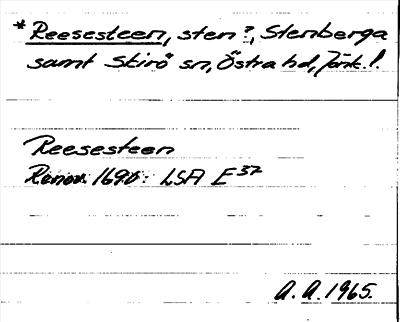 * Reesesteen, sten?, Stenberga
samt Skirö sn, Östra hd, Jönk.l.
Reesesteen
Renov. 1690: LSA E³⁷
A.A. 1965.